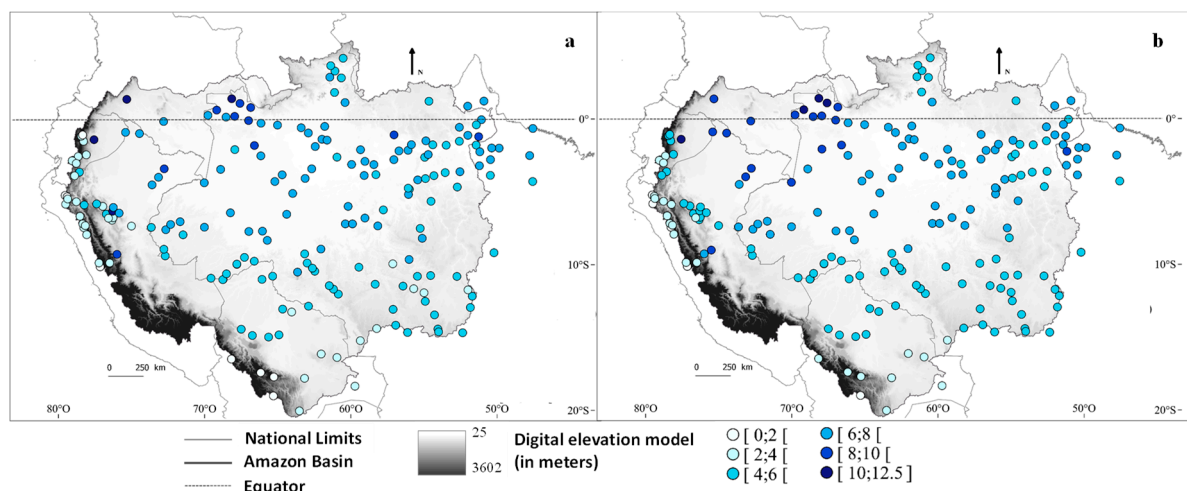 a
b
N
N
0°
0°
10°S
10°S
0 250 km
0 250 km
80°O 70°O 60°O 50°O 20°S
80°O 70°O 60°O 50°O 20°S
National Limits
Amazon Basin
Equator
25
3602
Digital elevation model
(in meters)
[ 0;2 [
[ 2;4 [
[ 4;6 [
[ 6;8 [
[ 8;10 [
[ 10;12.5 ]